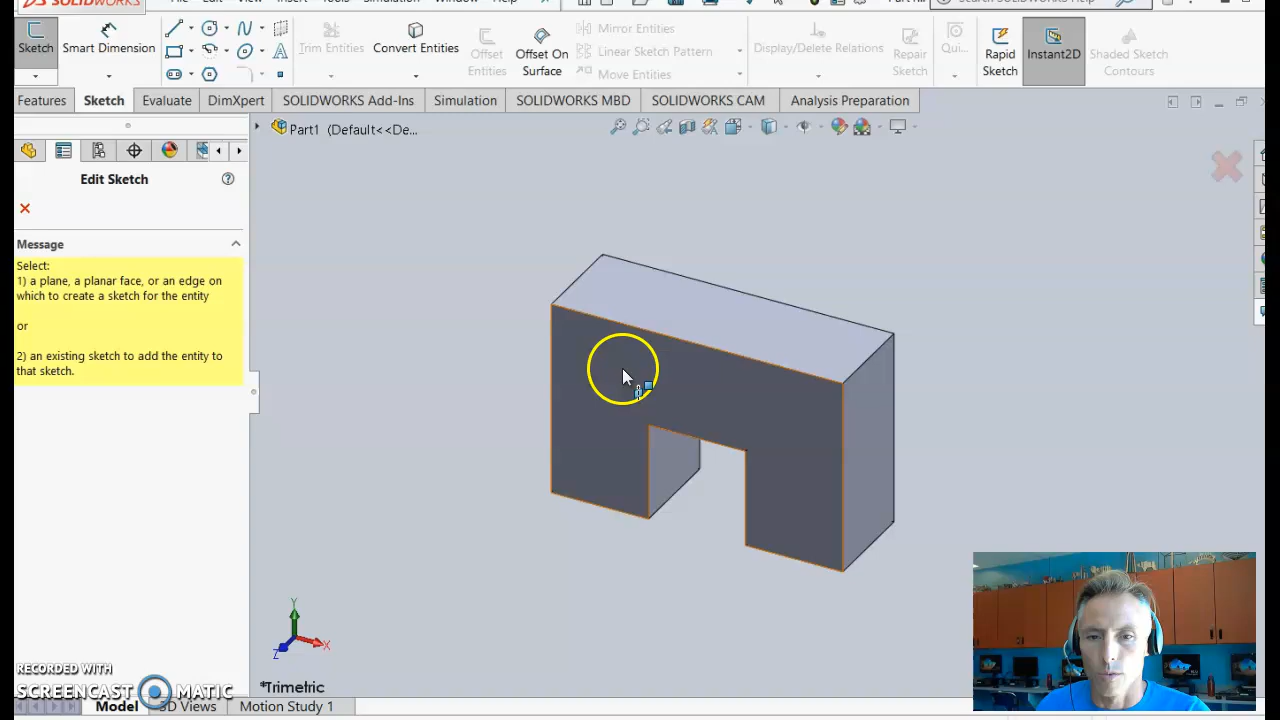 SOLIDWORKS
Search SOLIDWORKS Help
Sketch
Smart Dimension
Trim Entities
Convert Entities
Offset Entities
Offset On Surface
Mirror Entities
Linear Sketch Pattern
Move Entities
Display/Delete Relations
Repair Sketch
Qui...
Rapid Sketch
Instant2D
Shaded Sketch Contours
Features
Sketch
Evaluate
DimXpert
SOLIDWORKS Add-Ins
Simulation
SOLIDWORKS MBD
SOLIDWORKS CAM
Analysis Preparation
Part1 (Default<<De...
Edit Sketch
Message
Select:
1) a plane, a planar face, or an edge on
which to create a sketch for the entity
or
2) an existing sketch to add the entity to
that sketch.
Y
X
Z
*Trimetric
RECORDED WITH
SCREENCAST MATIC
Model
3D Views
Motion Study 1